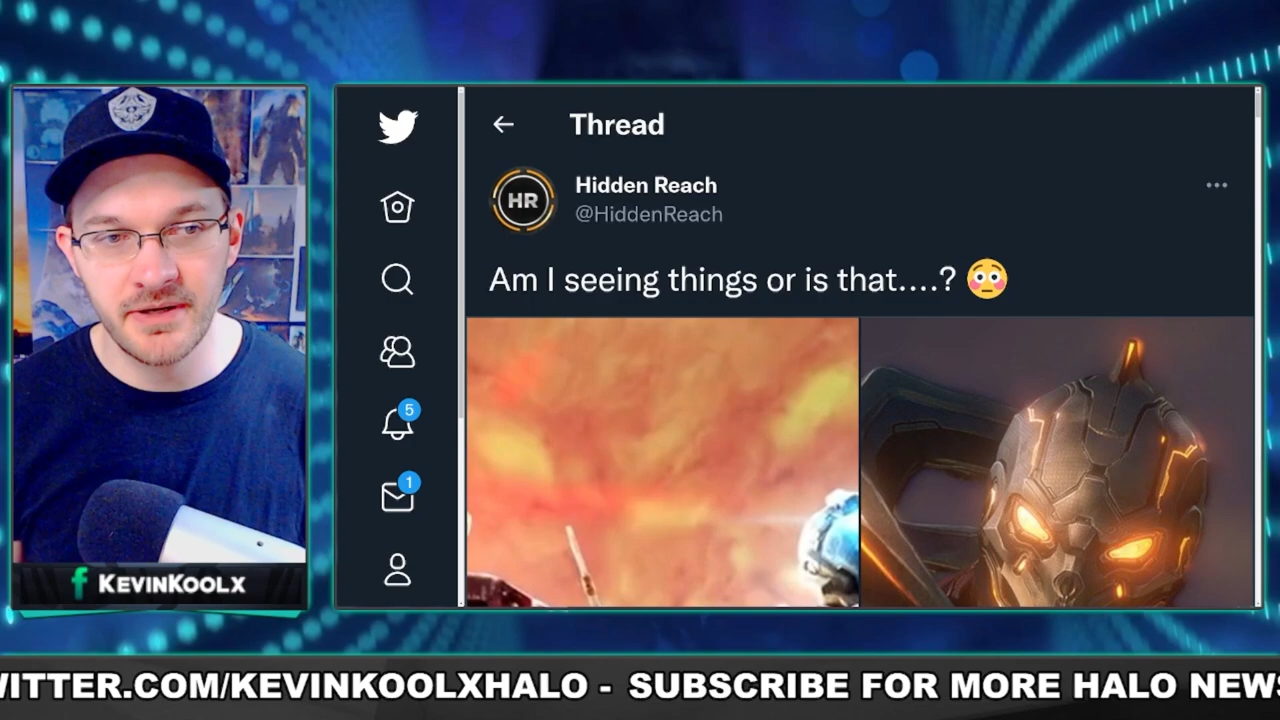 Thread
HR
Hidden Reach
@HiddenReach
Am I seeing things or is that....? 😳
5
1
f KEVINKOOLX
WITTER.COM/KEVINKOOLXHALO - SUBSCRIBE FOR MORE HALO NEWS